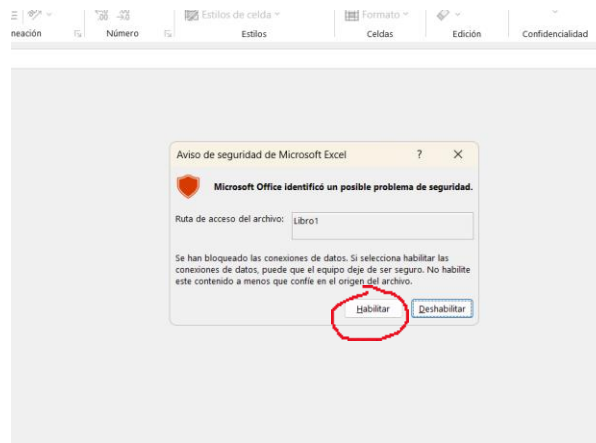 Estilos de celda
Formato
neación
Número
Estilos
Celdas
Edición
Confidencialidad
Aviso de seguridad de Microsoft Excel
?
Microsoft Office identificó un posible problema de seguridad.
Ruta de acceso del archivo: Libro1
Se han bloqueado las conexiones de datos. Si selecciona habilitar las
conexiones de datos, puede que el equipo deje de ser seguro. No habilite
este contenido a menos que confíe en el origen del archivo.
Habilitar Deshabilitar